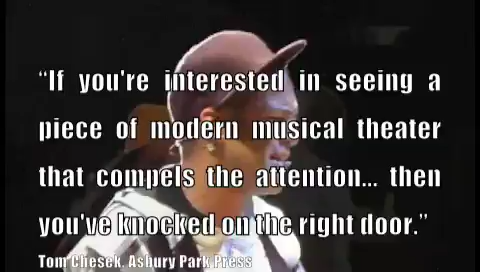 “If you're interested in seeing a
piece of modern musical theater
that compels the attention... then
you've knocked on the right door.”
Tom Chesek, Asbury Park Press